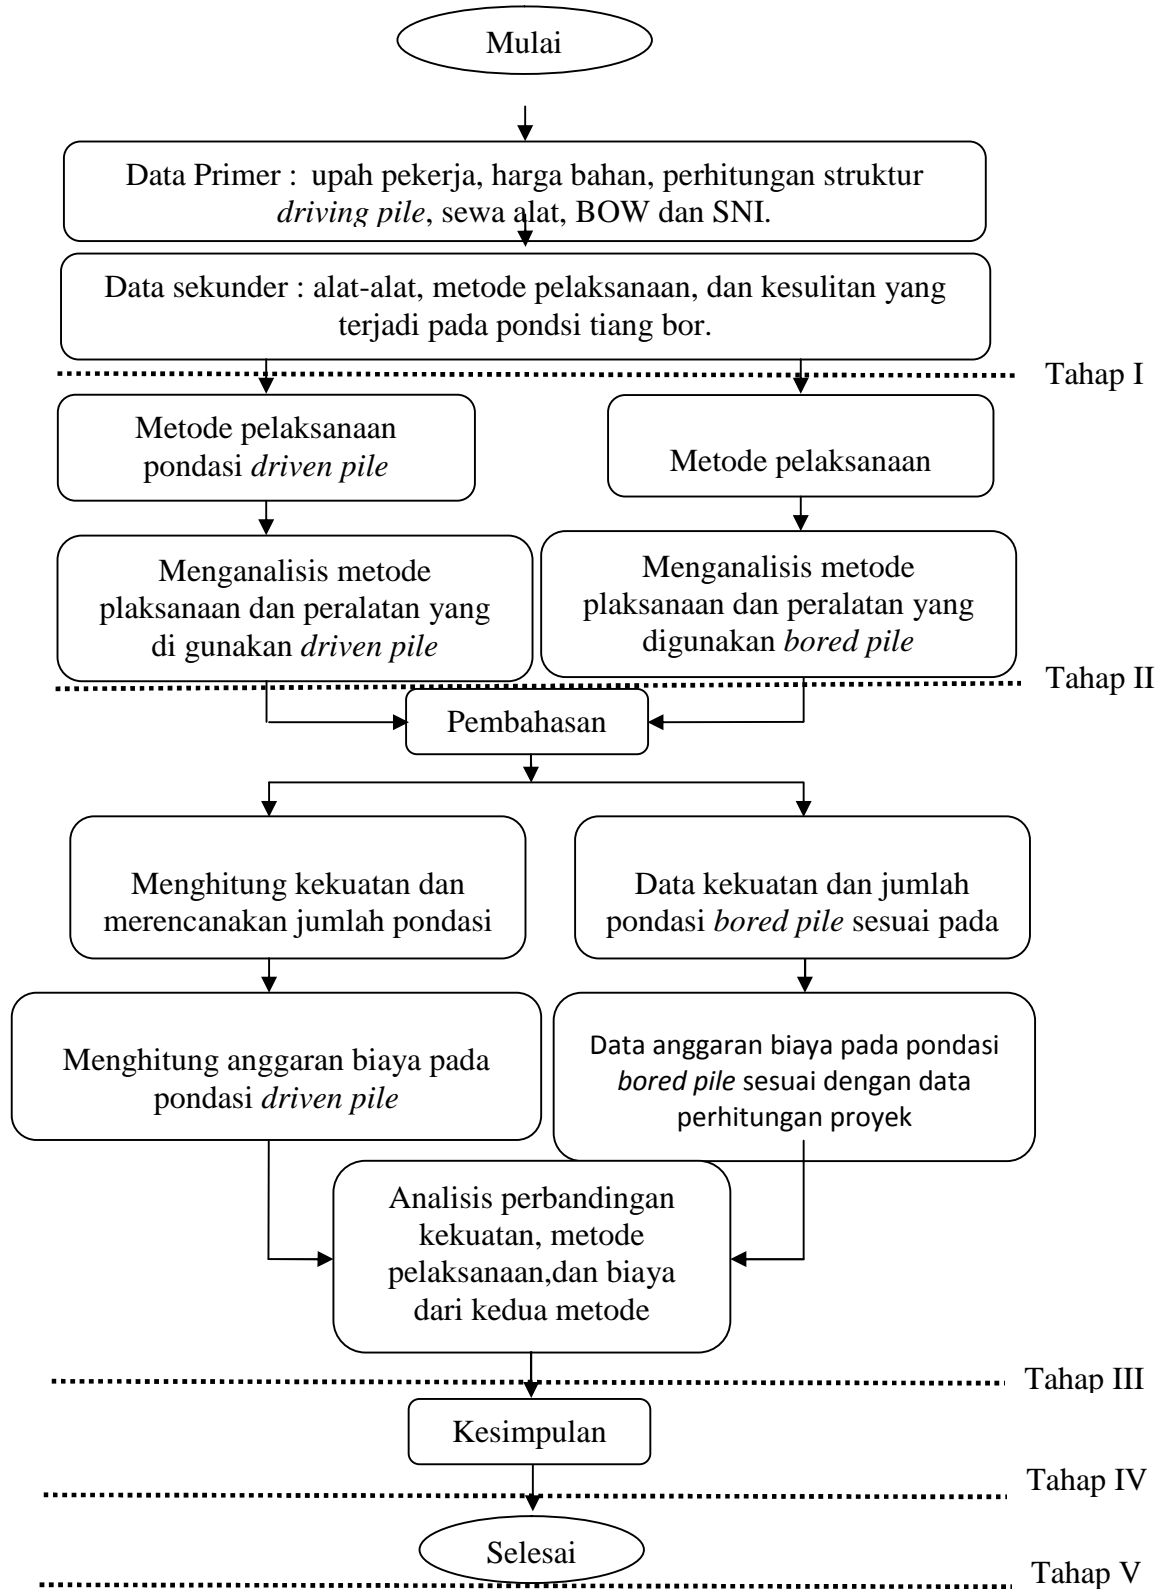 Mulai
Data Primer : upah pekerja, harga bahan, perhitungan struktur
driving pile, sewa alat, BOW dan SNI.
Data sekunder : alat-alat, metode pelaksanaan, dan kesulitan yang
terjadi pada pondsi tiang bor.
Tahap I
Metode pelaksanaan
pondasi driven pile
Metode pelaksanaan
Menganalisis metode
plaksanaan dan peralatan yang
di gunakan driven pile
Menganalisis metode
plaksanaan dan peralatan yang
digunakan bored pile
Tahap II
Pembahasan
Menghitung kekuatan dan
merencanakan jumlah pondasi
Data kekuatan dan jumlah
pondasi bored pile sesuai pada
Menghitung anggaran biaya pada
pondasi driven pile
Data anggaran biaya pada pondasi
bored pile sesuai dengan data
perhitungan proyek
Analisis perbandingan
kekuatan, metode
pelaksanaan,dan biaya
dari kedua metode
Tahap III
Kesimpulan
Tahap IV
Selesai
Tahap V